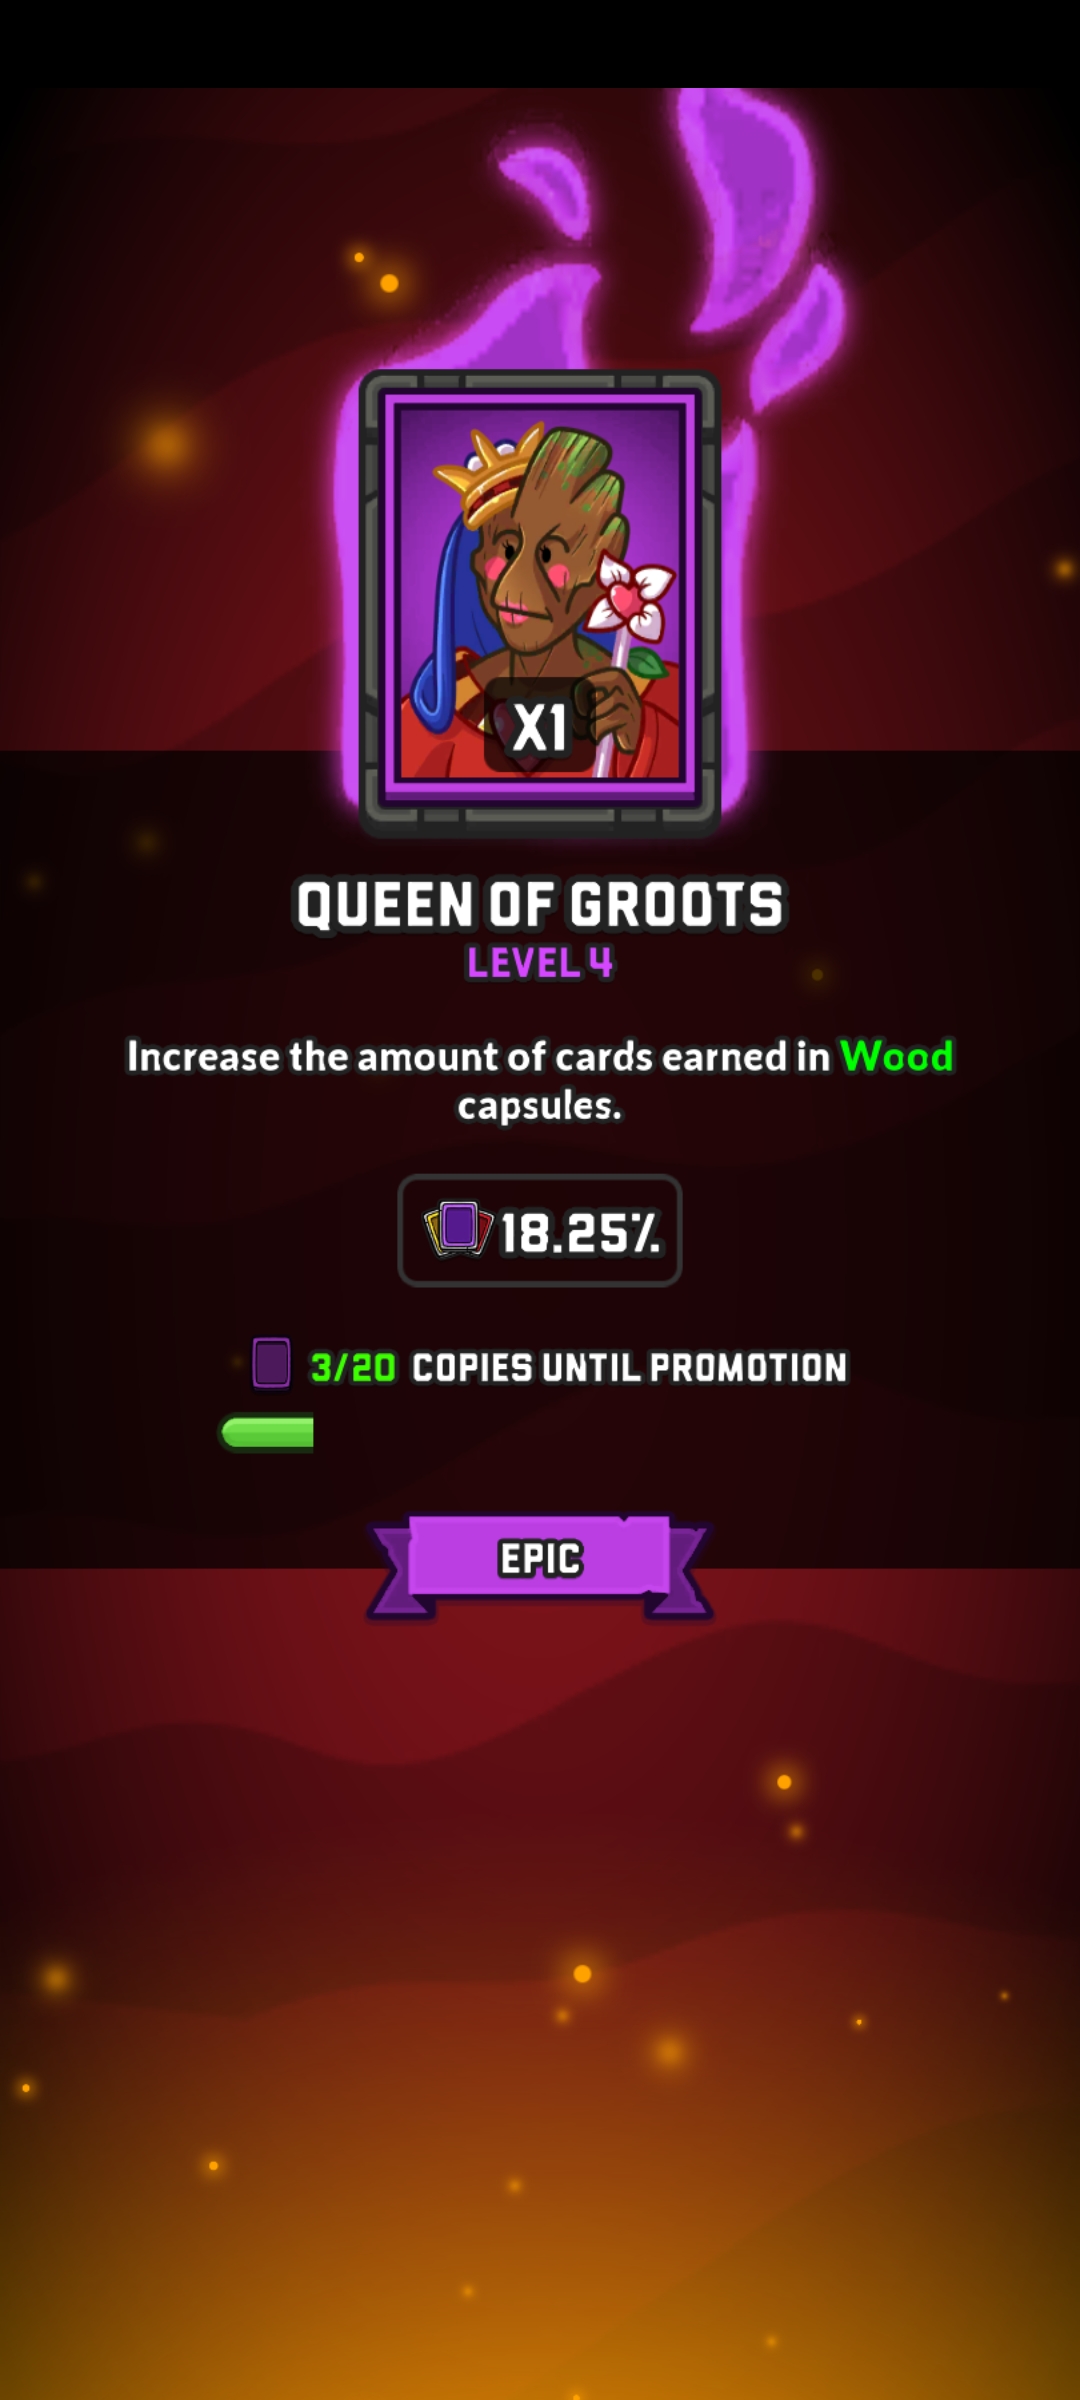 X1
QUEEN OF GROOTS
LEVEL 4
Increase the amount of cards earned in Wood
capsules.
18.25%
3/20 COPIES UNTIL PROMOTION
EPIC